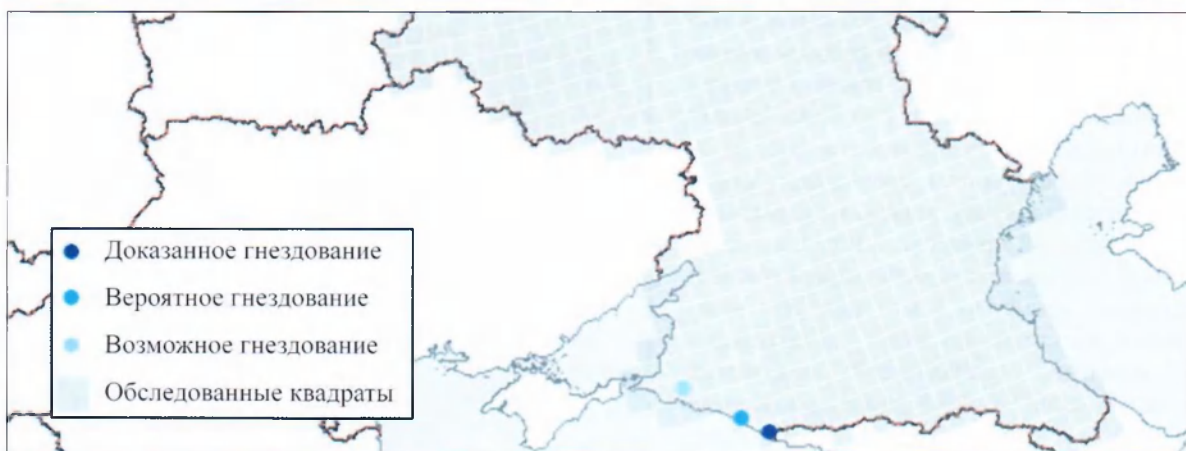 Доказанное гнездование
Вероятное гнездование
Возможное гнездование
Обследованные квадраты